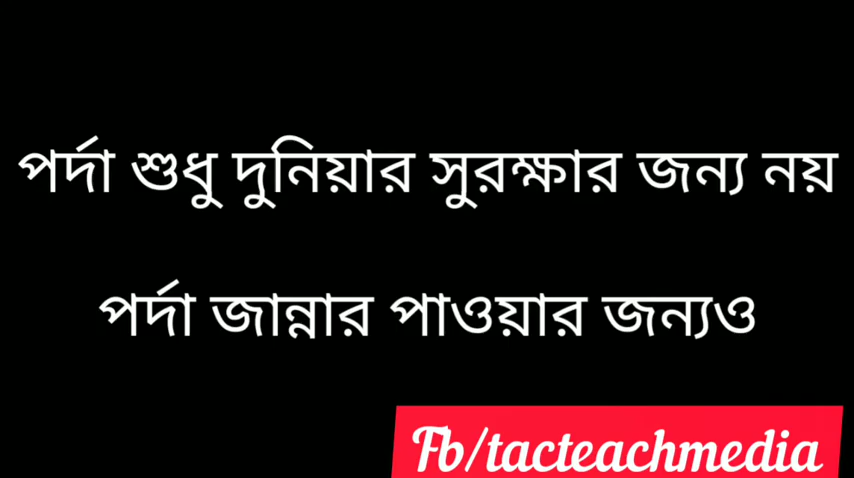 পর্দা শুধু দুনিয়ার সুরক্ষার জন্য নয়
পর্দা জান্নার পাওয়ার জন্যও
Fb/tacteachmedia